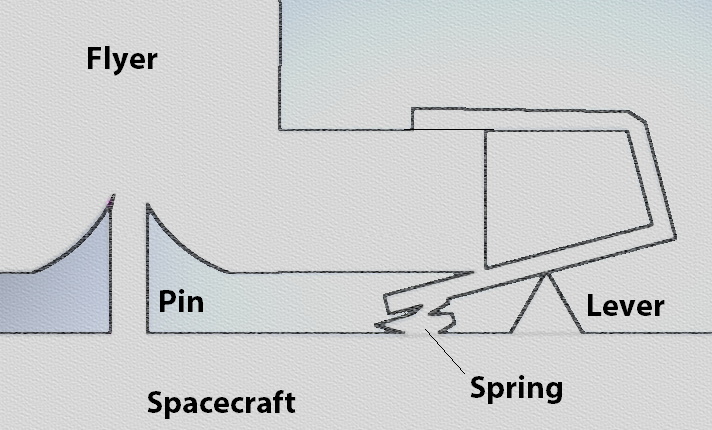 Flyer
Pin
Lever
Spring
Spacecraft